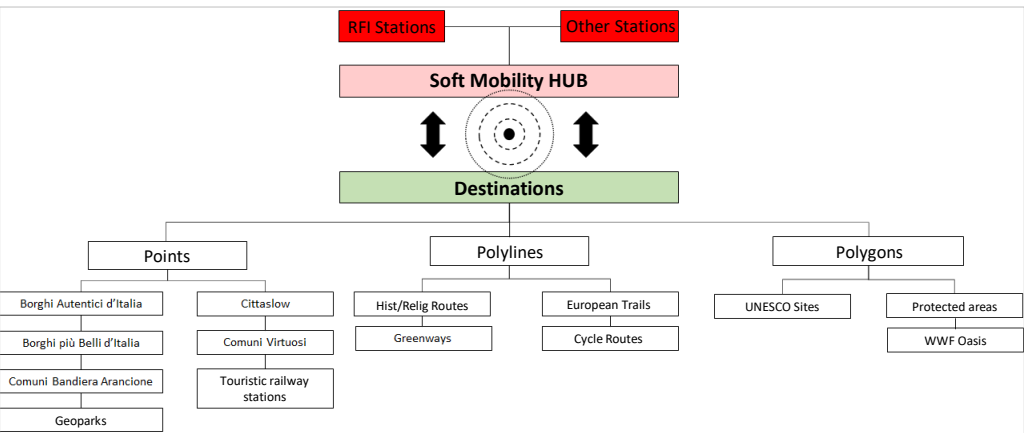 RFI Stations
Other Stations
Soft Mobility HUB
Destinations
Points
Polylines
Polygons
Borghi Autentici d'Italia
Cittaslow
Hist/Relig Routes
European Trails
UNESCO Sites
Protected areas
Borghi più Belli d'Italia
Comuni Virtuosi
Greenways
Cycle Routes
WWF Oasis
Comuni Bandiera Arancione
Touristic railway
stations
Geoparks